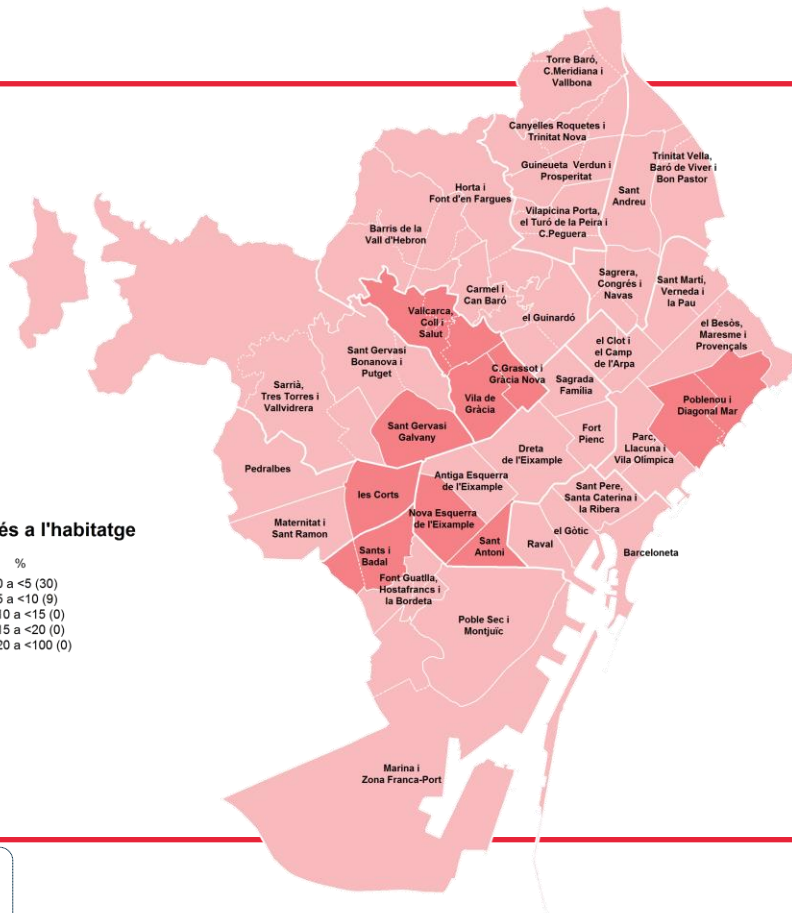 Torre Baró,
C.Meridiana i
Vallbona
Canyelles Roquetes i
Trinitat Nova
Guineueta Verdun i
Prosperitat
Trinitat Vella,
Baró de Viver i
Bon Pastor
Sant
Andreu
Horta i
Font d'en Fargues
Vilapicina Porta,
el Turó de la Peira i
C.Peguera
Barris de la
Vall d'Hebron
Sagrera,
Congrés i
Navas
Sant Martí,
Verneda i
la Pau
Carmel i
Can Baró
Vallcarca,
Coll i
Salut
el Guinardó
el Besòs,
Maresme i
Provençals
el Clot i
el Camp
de l'Arpa
Sant Gervasi
Bonanova i
Putget
C.Grassot i
Gràcia Nova
Sagrada
Família
Sarrià,
Tres Torres i
Vallvidrera
Vila de
Gràcia
Poblenou i
Diagonal Mar
Sant Gervasi
Galvany
Fort
Pienc
Parc,
Llacuna i
Vila Olímpica
Dreta
de l'Eixample
Pedralbes
Antiga Esquerra
de l'Eixample
Sant Pere,
Santa Caterina i
la Ribera
les Corts
Nova Esquerra
de l'Eixample
Maternitat i
Sant Ramon
el Gòtic
Raval
Sant
Antoni
Barceloneta
Sants i
Badal
Font Guatlla,
Hostafrancs i
la Bordeta
Poble Sec i
Montjuïc
Marina i
Zona Franca-Port
és a l'habitatge
%
0 a <5 (30)
5 a <10 (9)
10 a <15 (0)
15 a <20 (0)
20 a <100 (0)